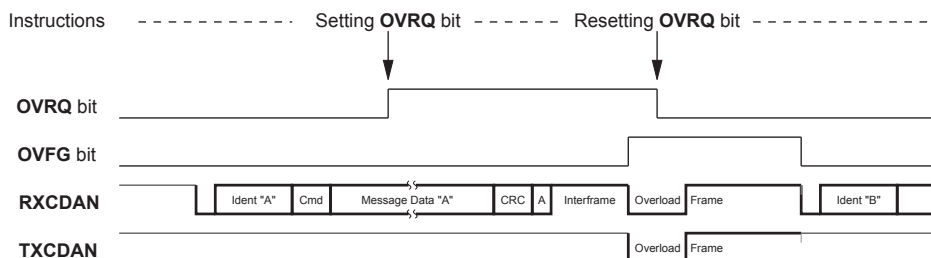 Instructions Setting OVRQ bit Resetting OVRQ bit
OVRQ bit
OVFG bit
RXCDAN Ident "A" Cmd Message Data "A" CRC A Interframe Overload Frame Ident "B"
TXCDAN Overload Frame